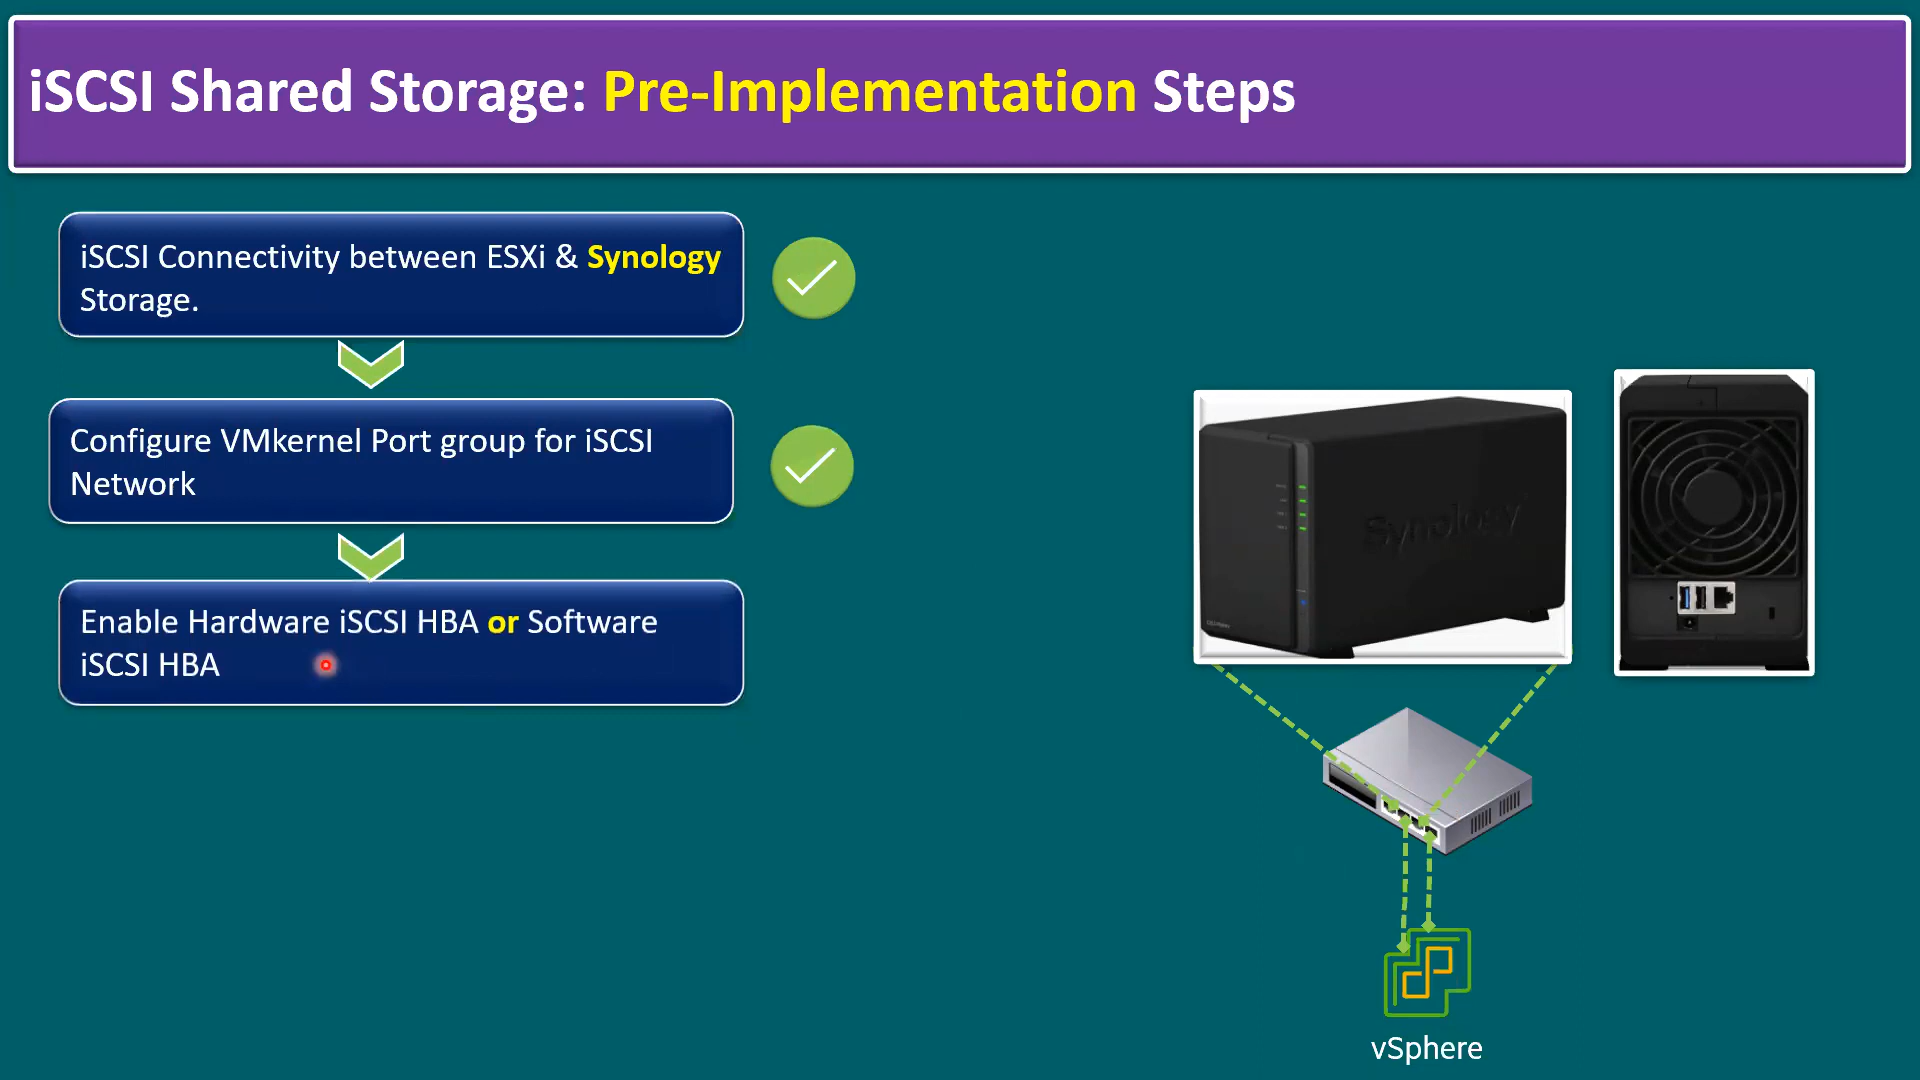 iSCSI Shared Storage: Pre-Implementation Steps
iSCSI Connectivity between ESXi & Synology
Storage.
Configure VMkernel Port group for iSCSI
Network
Enable Hardware iSCSI HBA or Software
iSCSI HBA
Synology
vSphere